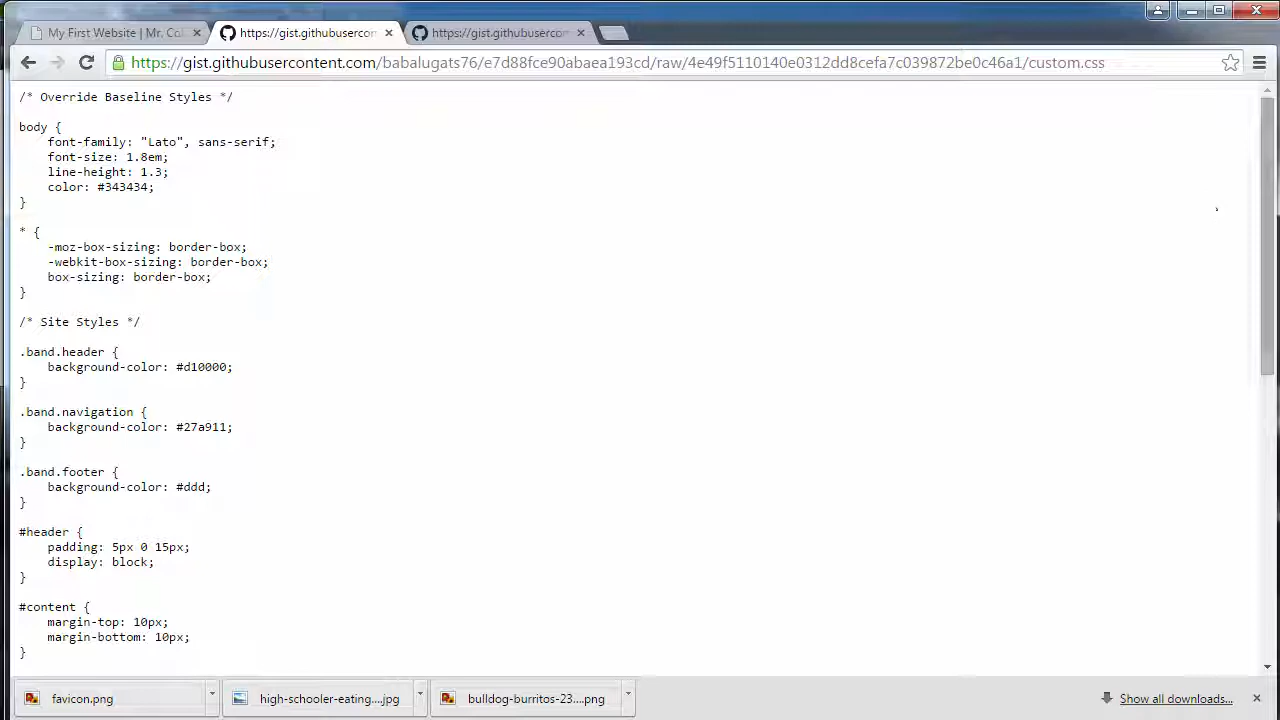 My First Website | Mr. Col
https://gist.githubusercon
https://gist.githubusercon
https://gist.githubusercontent.com/babalugats76/e7d88fce90abaea193cd/raw/4e49f5110140e0312dd8cefa7c039872be0c46a1/custom.css
/* Override Baseline Styles */
body {
    font-family: "Lato", sans-serif;
    font-size: 1.8em;
    line-height: 1.3;
    color: #343434;
}
* {
    -moz-box-sizing: border-box;
    -webkit-box-sizing: border-box;
    box-sizing: border-box;
}
/* Site Styles */
.band.header {
    background-color: #d10000;
}
.band.navigation {
    background-color: #27a911;
}
.band.footer {
    background-color: #ddd;
}
#header {
    padding: 5px 0 15px;
    display: block;
}
#content {
    margin-top: 10px;
    margin-bottom: 10px;
}
favicon.png
high-schooler-eating....jpg
bulldog-burritos-23....png
Show all downloads...